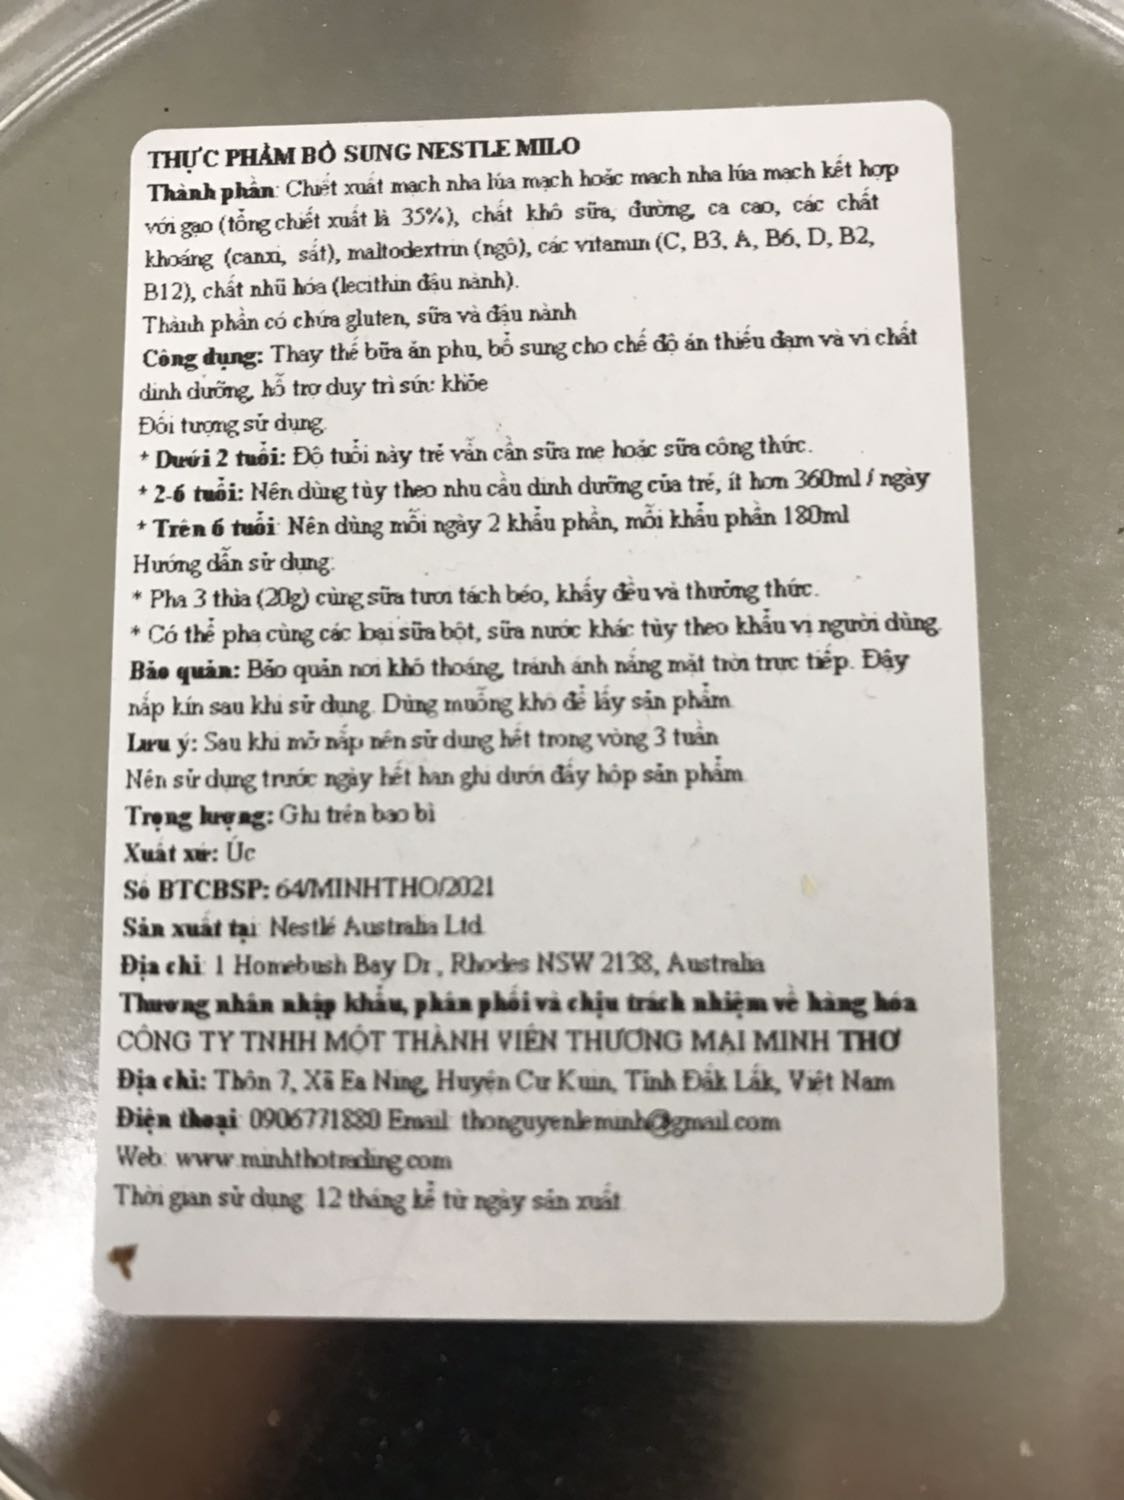 THỰC PHẨM BỔ SUNG NESTLE MILO
Thành phần: Chiết xuất mạch nha lúa mạch hoặc mạch nha lúa mạch kết hợp
với gạo (tổng chiết xuất là 35%), chất khô sữa, đường, ca cao, các chất
khoáng (canxi, sắt), maltodextrin (ngô), các vitamin (C, B3, A, B6, D, B2,
B12), chất nhũ hóa (lecithin đậu nành).
Thành phần có chứa gluten, sữa và đậu nành
Công dụng: Thay thế bữa ăn phụ, bổ sung cho chế độ ăn thiếu đạm và vi chất
dinh dưỡng, hỗ trợ duy trì sức khỏe
Đối tượng sử dụng:
* Dưới 2 tuổi: Độ tuổi này trẻ vẫn cần sữa mẹ hoặc sữa công thức.
* 2-6 tuổi: Nên dùng tùy theo nhu cầu dinh dưỡng của trẻ, ít hơn 360ml / ngày
* Trên 6 tuổi: Nên dùng mỗi ngày 2 khẩu phần, mỗi khẩu phần 180ml
Hướng dẫn sử dụng:
* Pha 3 thìa (20g) cùng sữa tươi tách béo, khấy đều và thưởng thức.
* Có thể pha cùng các loại sữa bột, sữa nước khác tùy theo khẩu vị người dùng.
Bảo quản: Bảo quản nơi khô thoáng, tránh ánh nắng mặt trời trực tiếp. Đậy
nắp kín sau khi sử dụng. Dùng muỗng khô để lấy sản phẩm.
Lưu ý: Sau khi mở nắp nên sử dụng hết trong vòng 3 tuần
Nên sử dụng trước ngày hết hạn ghi dưới đấy hộp sản phẩm.
Trọng lượng: Ghi trên bao bì
Xuất xứ: Úc
Số BTCBSP: 64/MINHTHO/2021
Sản xuất tại: Nestlé Australia Ltd.
Địa chỉ: 1 Homebush Bay Dr., Rhodes NSW 2138, Australia
Thương nhân nhập khẩu, phân phối và chịu trách nhiệm về hàng hóa
CÔNG TY TNHH MỘT THÀNH VIÊN THƯƠNG MẠI MINH THƠ
Địa chỉ: Thôn 7, Xã Ea Ning, Huyện Cư Kuin, Tỉnh Đắk Lắk, Việt Nam
Điện thoại: 0906771880 Email: thonguyenleminh@gmail.com
Web: www.minhthotrading.com
Thời gian sử dụng: 12 tháng kể từ ngày sản xuất.